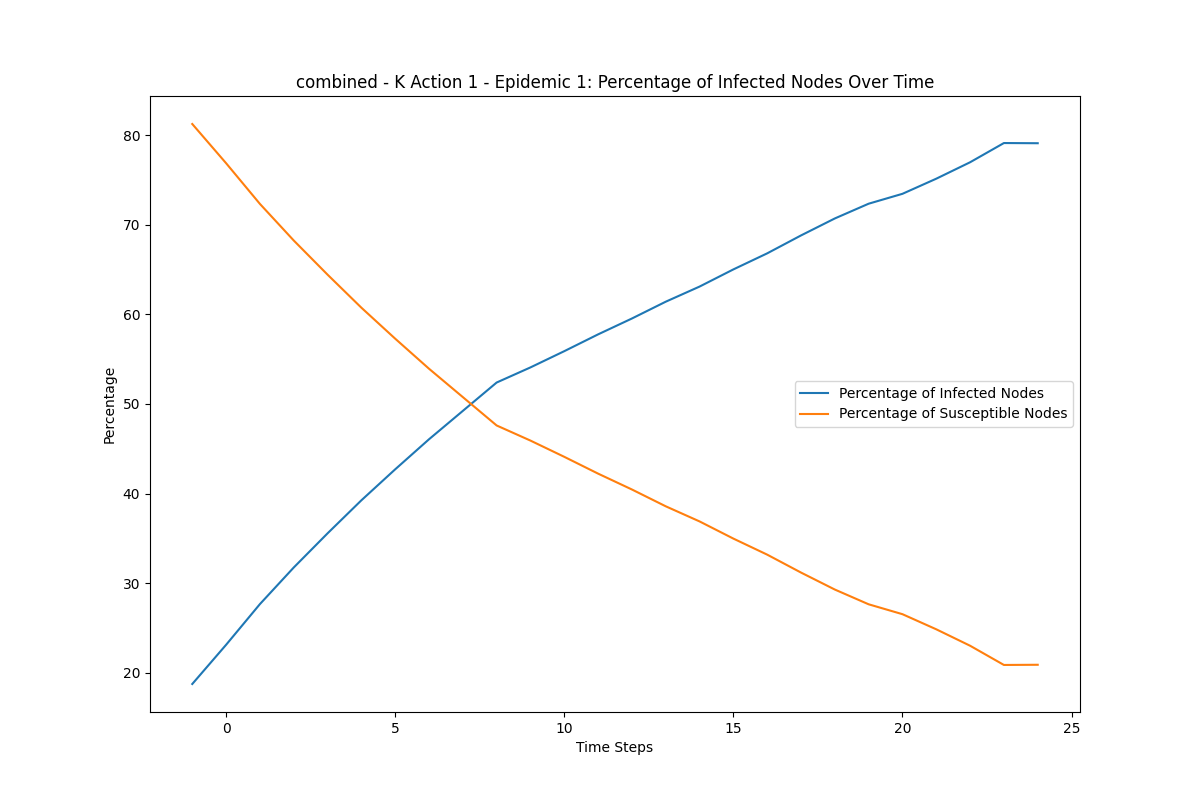 combined - K Action 1 - Epidemic 1: Percentage of Infected Nodes Over Time
80
70
60
50
40
30
20
Percentage
Percentage of Infected Nodes
Percentage of Susceptible Nodes
0 5 10 15 20 25
Time Steps